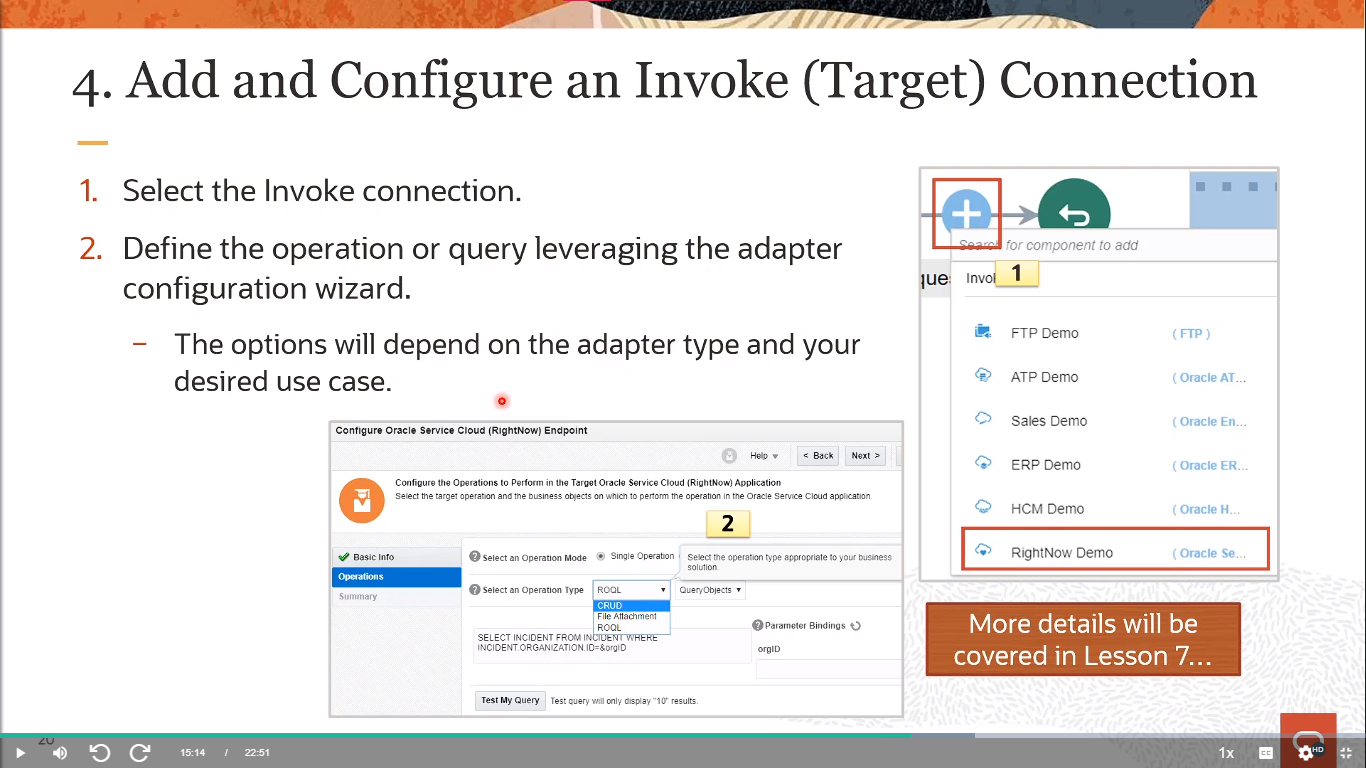 4. Add and Configure an Invoke (Target) Connection
1. Select the Invoke connection.
2. Define the operation or query leveraging the adapter
configuration wizard.
– The options will depend on the adapter type and your
desired use case.
Search for component to add
Invo
1
FTP Demo ( FTP )
ATP Demo ( Oracle AT...
Sales Demo ( Oracle En...
ERP Demo ( Oracle ER...
HCM Demo ( Oracle H...
RightNow Demo ( Oracle Se...
More details will be
covered in Lesson 7...
Configure Oracle Service Cloud (RightNow) Endpoint
Help < Back Next >
Configure the Operations to Perform in the Target Oracle Service Cloud (RightNow) Application
Select the target operation and the business objects on which to perform the operation in the Oracle Service Cloud application.
2
Basic Info
Operations
Summary
Select an Operation Mode Single Operation
Select the operation type appropriate to your business
solution.
Select an Operation Type ROQL QueryObjects
CRUD
File Attachment
ROQL
SELECT INCIDENT FROM INCIDENT WHERE
INCIDENT.ORGANIZATION.ID=&orgID
Parameter Bindings
orgID
Test My Query Test query will only display "10" results.
20
15:14 / 22:51
1x
CC
HD